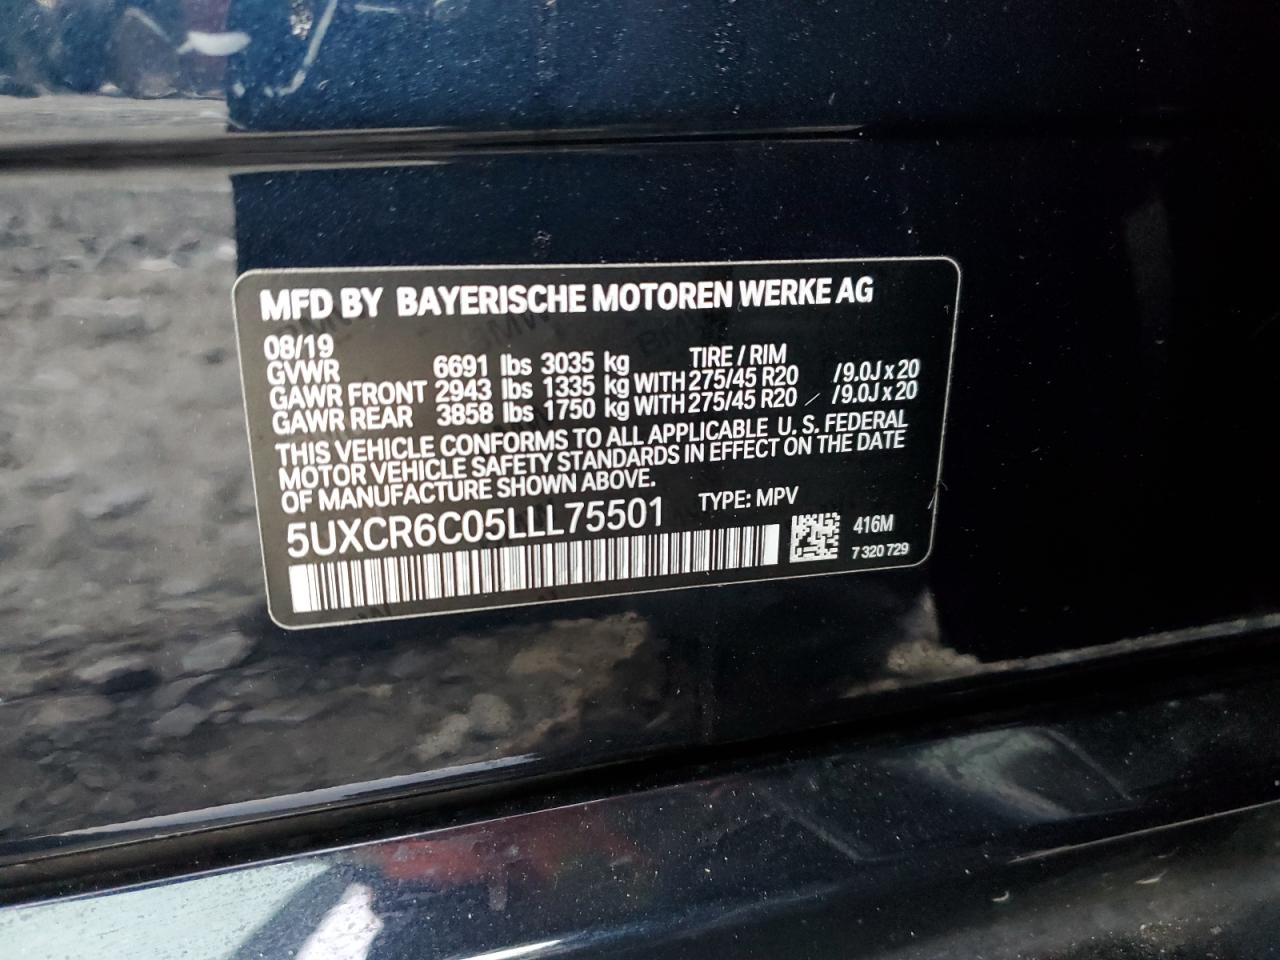 MFD BY BAYERISCHE MOTOREN WERKE AG
08/19 TIRE / RIM
GVWR 6691 lbs 3035 kg
GAWR FRONT 2943 lbs 1335 kg WITH 275/45 R20 /9.0J x 20
GAWR REAR 3858 lbs 1750 kg WITH 275/45 R20 /9.0J x 20
THIS VEHICLE CONFORMS TO ALL APPLICABLE U. S. FEDERAL
MOTOR VEHICLE SAFETY STANDARDS IN EFFECT ON THE DATE
OF MANUFACTURE SHOWN ABOVE.
5UXCR6C05LLL75501 TYPE: MPV
416M
7 320 729